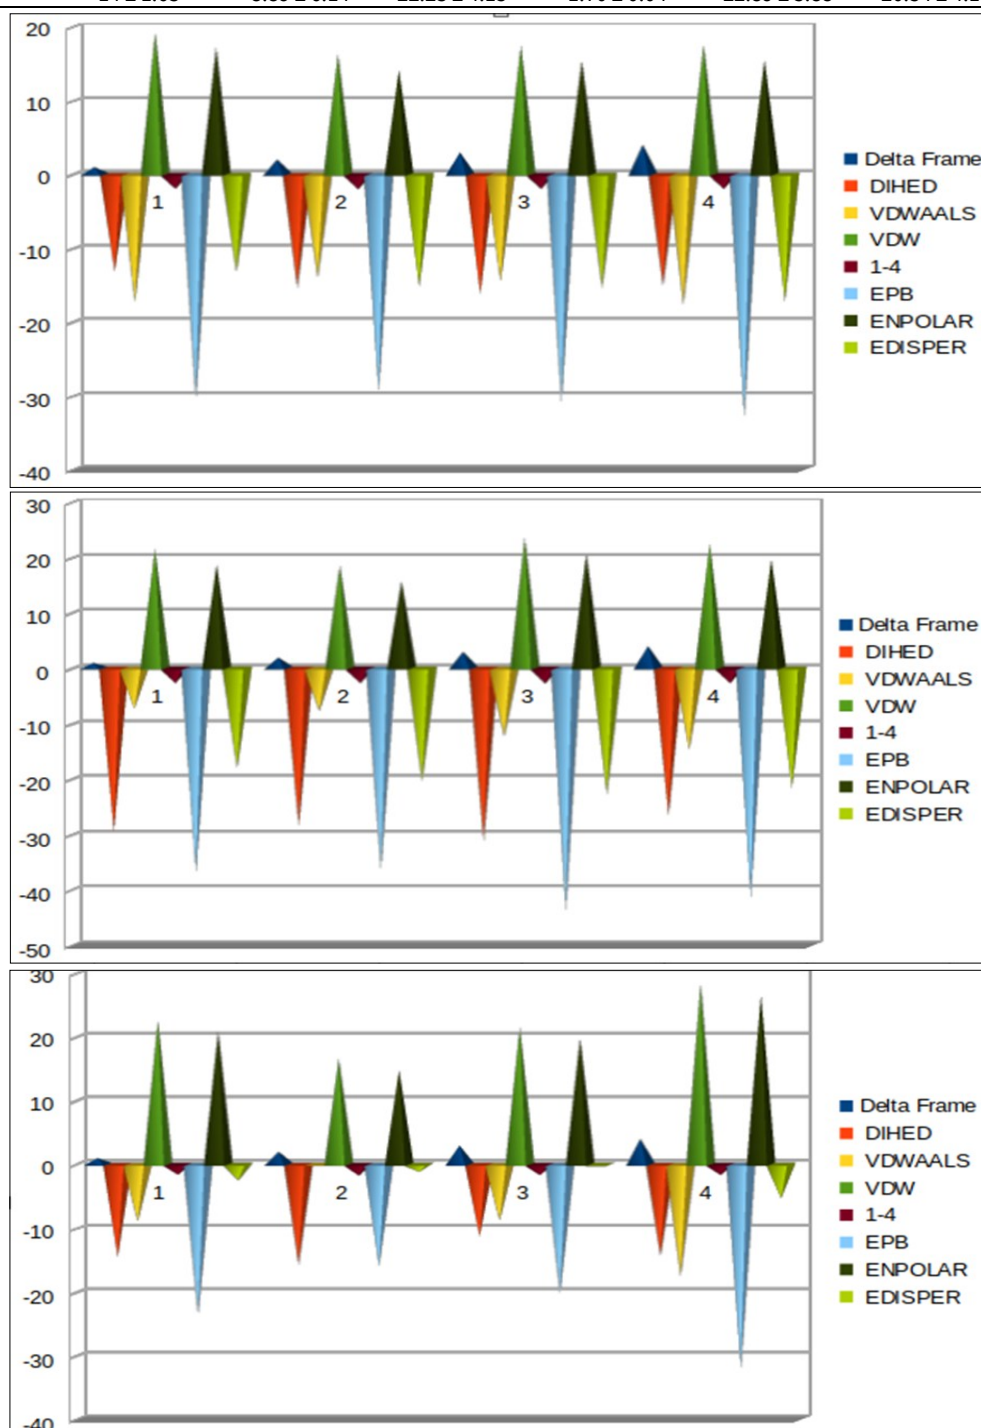 20
10
0
-10
-20
-30
-40
1
2
3
4
Delta Frame
DIHED
VDWAALS
VDW
1-4
EPB
ENPOLAR
EDISPER
30
20
10
0
-10
-20
-30
-40
-50
1
2
3
4
Delta Frame
DIHED
VDWAALS
VDW
1-4
EPB
ENPOLAR
EDISPER
30
20
10
0
-10
-20
-30
-40
1
2
3
4
Delta Frame
DIHED
VDWAALS
VDW
1-4
EPB
ENPOLAR
EDISPER